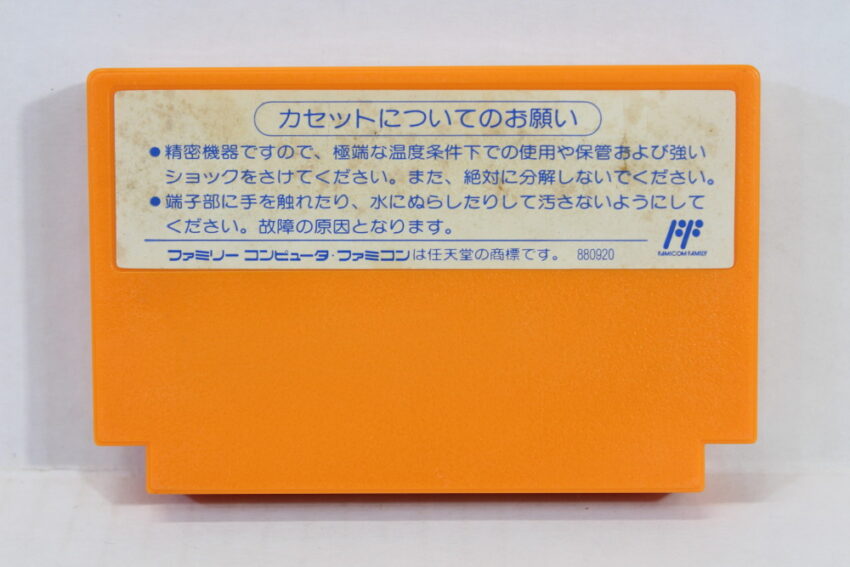 カセットについてのお願い
●精密機器ですので、極端な温度条件下での使用や保管および強い
ショックをさけてください。また、絶対に分解しないでください。
●端子部に手を触れたり、水にぬらしたりして汚さないようにして
ください。故障の原因となります。
ファミリー コンピュータ・ファミコンは任天堂の商標です。 880920
FAMICOM FAMILY